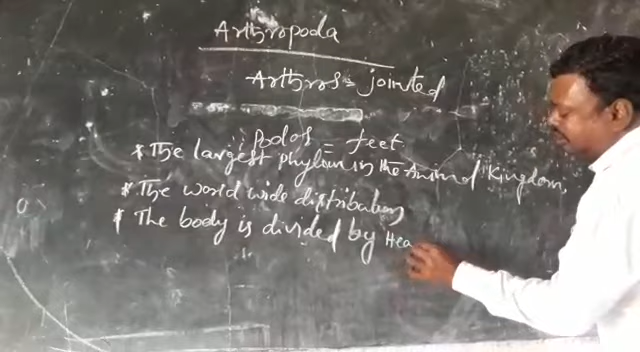 Arthropoda
Arthros = jointed
Podos = feet
* The largest phylum in the Animal Kingdom,
* The world wide distribution
* The body is divided by Hea